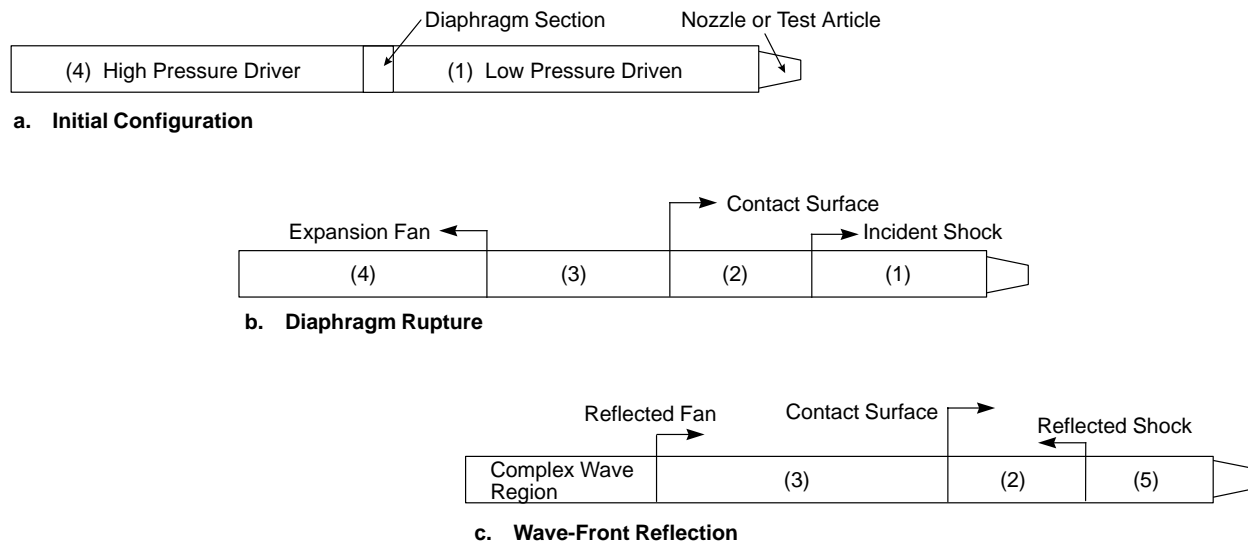 Diaphragm Section
Nozzle or Test Article
(4) High Pressure Driver
(1) Low Pressure Driven
a. Initial Configuration
Contact Surface
Expansion Fan
Incident Shock
(4)
(3)
(2)
(1)
b. Diaphragm Rupture
Reflected Fan
Contact Surface
Reflected Shock
Complex Wave
Region
(3)
(2)
(5)
c. Wave-Front Reflection